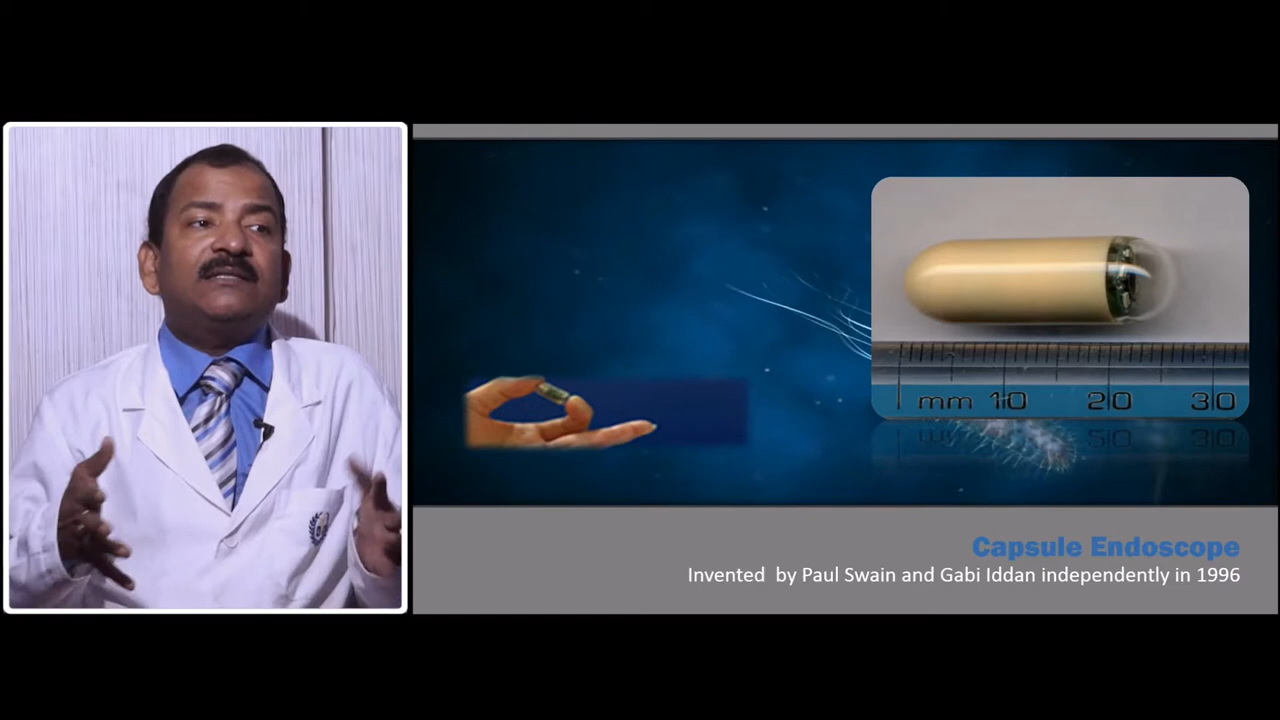 mm 10 20 30
Capsule Endoscope
Invented by Paul Swain and Gabi Iddan independently in 1996